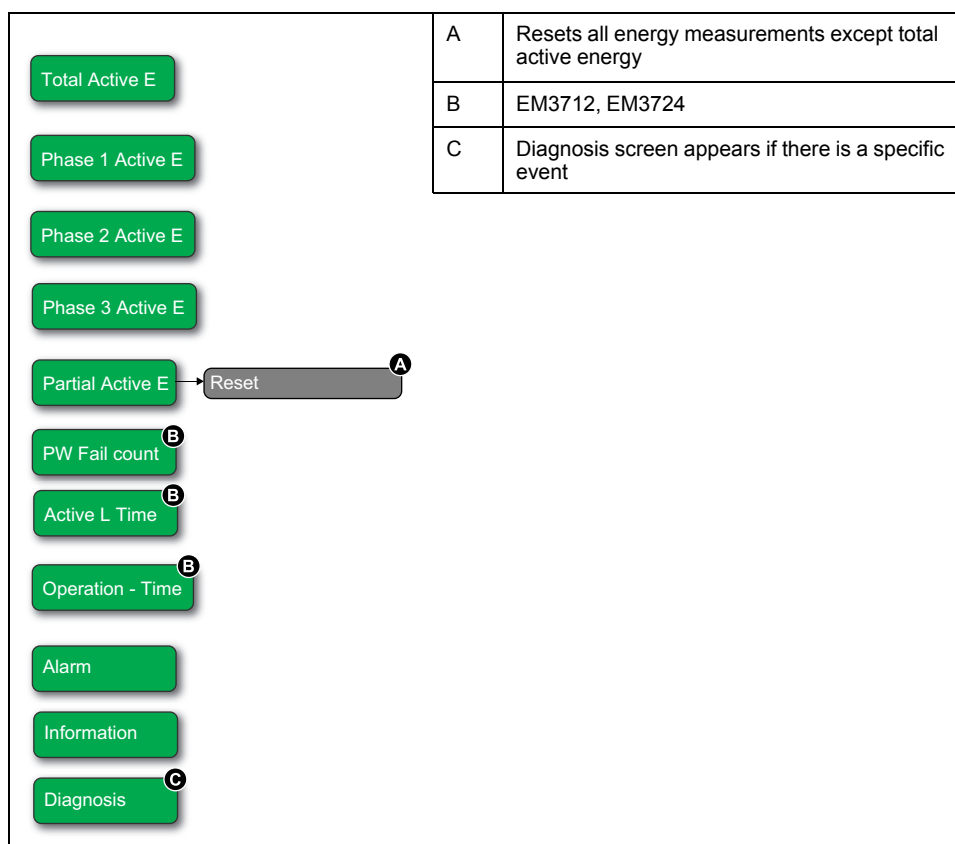 A
Resets all energy measurements except total
active energy
B
EM3712, EM3724
C
Diagnosis screen appears if there is a specific
event
Total Active E
Phase 1 Active E
Phase 2 Active E
Phase 3 Active E
Partial Active E
Reset
A
PW Fail count
B
Active L Time
B
Operation - Time
B
Alarm
Information
Diagnosis
C